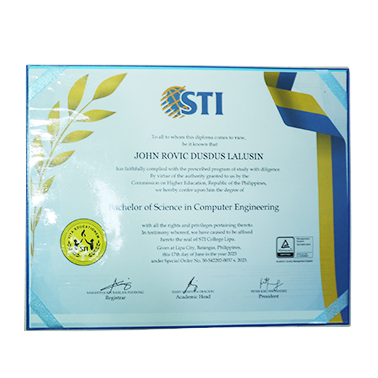 STI
To all to whom this diploma comes to view,
be it known that
JOHN ROVIC DUSDUS LALUSIN
has faithfully complied with the prescribed program of study with diligence
By virtue of the authority granted to us by the
Commission on Higher Education, Republic of the Philippines,
we hereby confer upon him the degree of
Bachelor of Science in Computer Engineering
with all the rights and privileges pertaining thereto.
In testimony whereof, we have caused to be affixed
hereto the seal of STI College Lipa.
Given at Lipa City, Batangas, Philippines,
this 17th day of June in the year 2023
under Special Order No.
STI
Registrar
Academic Head
President